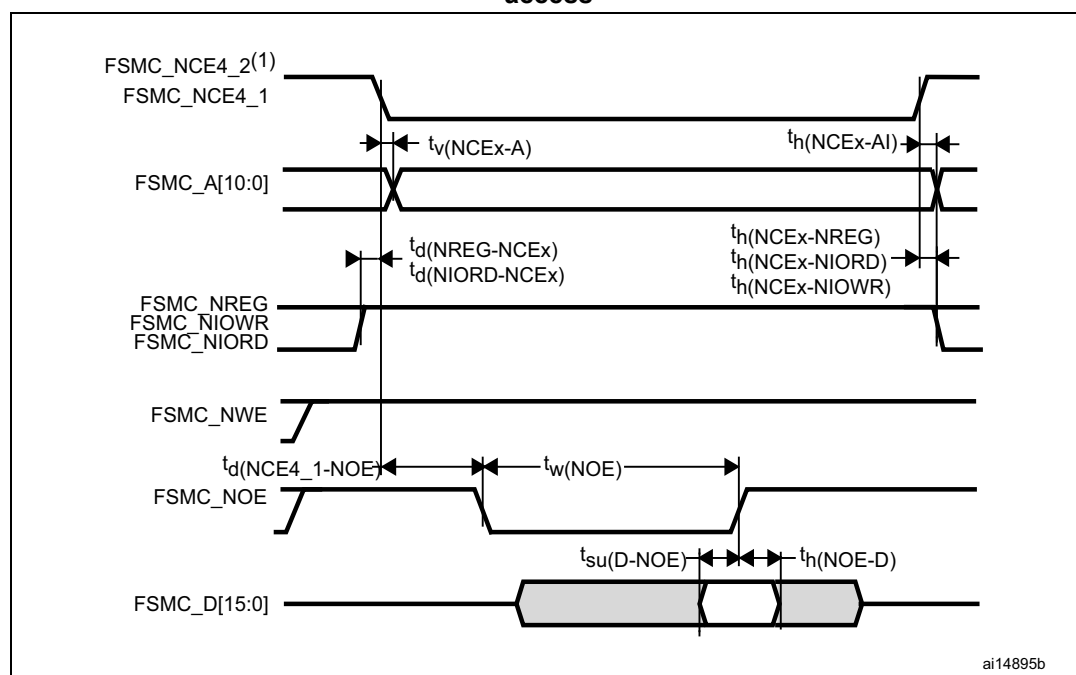 access
FSMC_NCE4_2(1)
FSMC_NCE4_1
tv(NCEx-A)
th(NCEx-AI)
FSMC_A[10:0]
td(NREG-NCEx)
td(NIORD-NCEx)
th(NCEx-NREG)
th(NCEx-NIORD)
th(NCEx-NIOWR)
FSMC_NREG
FSMC_NIOWR
FSMC_NIORD
FSMC_NWE
td(NCE4_1-NOE)
tw(NOE)
FSMC_NOE
tsu(D-NOE)
th(NOE-D)
FSMC_D[15:0]
ai14895b